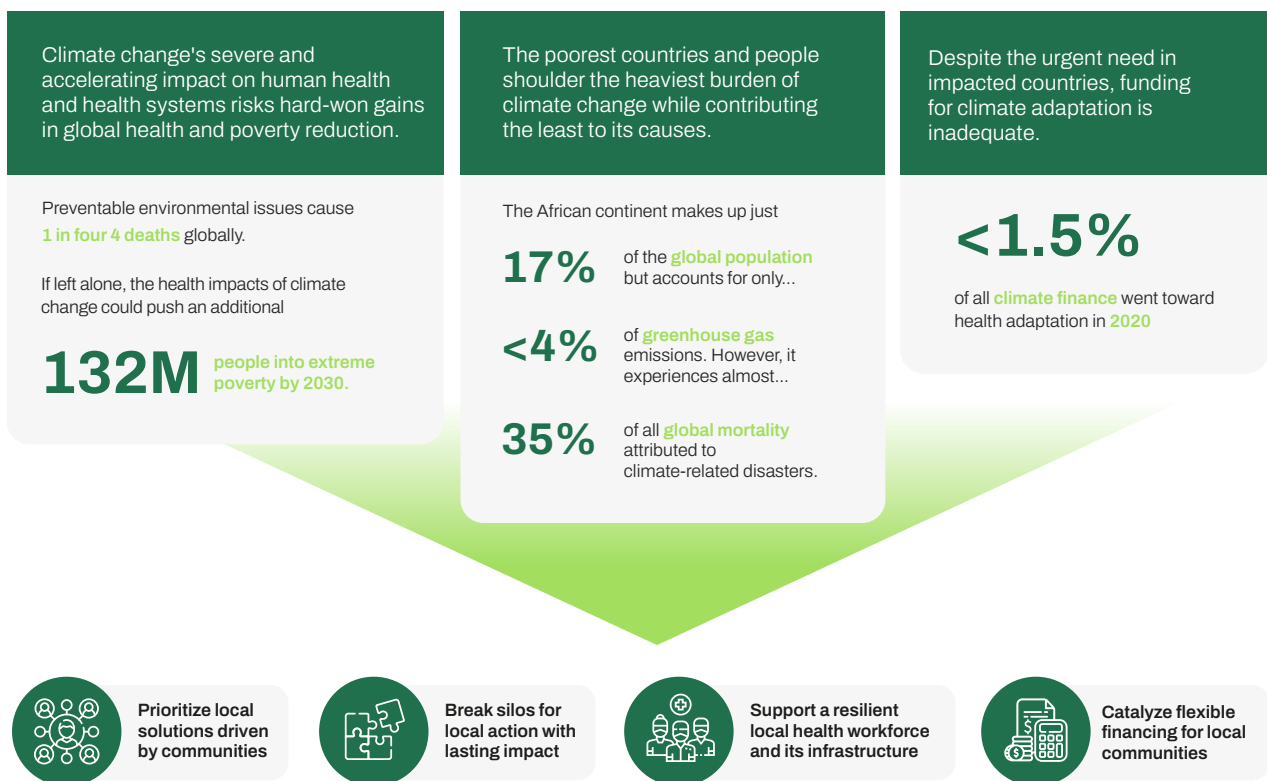 Climate change's severe and
accelerating impact on human health
and health systems risks hard-won gains
in global health and poverty reduction.
Preventable environmental issues cause
1 in four 4 deaths globally.
If left alone, the health impacts of climate
change could push an additional
132M
people into extreme
poverty by 2030.
The poorest countries and people
shoulder the heaviest burden of
climate change while contributing
the least to its causes.
The African continent makes up just
17%
of the global population
but accounts for only...
<4%
of greenhouse gas
emissions. However, it
experiences almost...
35%
of all global mortality
attributed to
climate-related disasters.
Despite the urgent need in
impacted countries, funding
for climate adaptation is
inadequate.
<1.5%
of all climate finance went toward
health adaptation in 2020
Prioritize local
solutions driven
by communities
Break silos for
local action with
lasting impact
Support a resilient
local health workforce
and its infrastructure
$
$
Catalyze flexible
financing for local
communities